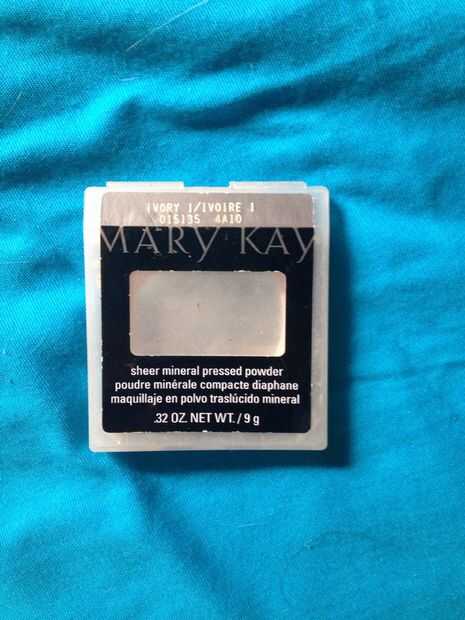 IVORY 1/IVOIRE 1
015135 4A10
MARY KAY
sheer mineral pressed powder
poudre minérale compacte diaphane
maquillaje en polvo traslúcido mineral
.32 OZ. NET WT. / 9 g